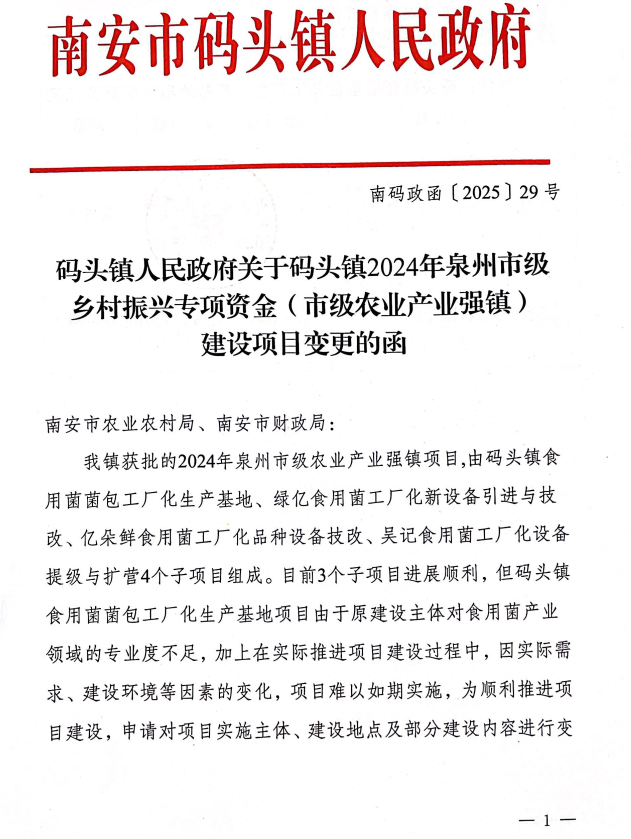 南安市码头镇人民政府
南码政函〔2025〕29号
码头镇人民政府关于码头镇2024年泉州市级
乡村振兴专项资金（市级农业产业强镇）
建设项目变更的函
南安市农业农村局、南安市财政局：
我镇获批的2024年泉州市级农业产业强镇项目,由码头镇食
用菌菌包工厂化生产基地、绿亿食用菌工厂化新设备引进与技
改、亿朵鲜食用菌工厂化品种设备技改、吴记食用菌工厂化设备
提级与扩营4个子项目组成。目前3个子项目进展顺利，但码头镇
食用菌菌包工厂化生产基地项目由于原建设主体对食用菌产业
领域的专业度不足，加上在实际推进项目建设过程中，因实际需
求、建设环境等因素的变化，项目难以如期实施，为顺利推进项
目建设，申请对项目实施主体、建设地点及部分建设内容进行变
— 1 —